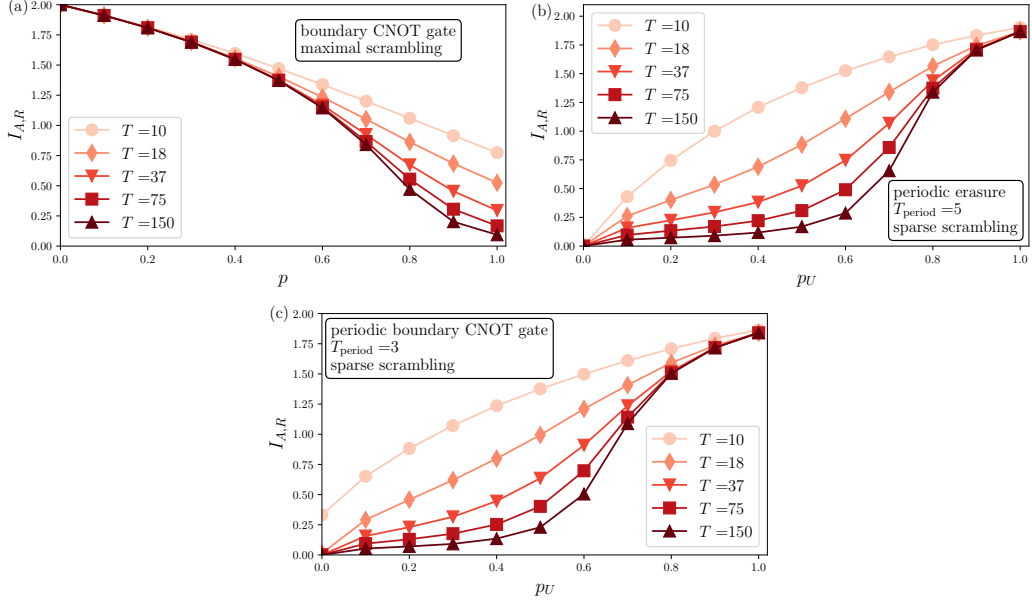 (a)
2.00
1.75
1.50
1.25
1.00
0.75
0.50
0.25
0.00
I_{A,R}
boundary CNOT gate
maximal scrambling
T =10
T =18
T =37
T =75
T =150
0.0 0.2 0.4 0.6 0.8 1.0
p
(b)
2.00
1.75
1.50
1.25
1.00
0.75
0.50
0.25
0.00
I_{A,R}
T =10
T =18
T =37
T =75
T =150
periodic erasure
T_{period} =5
sparse scrambling
0.0 0.2 0.4 0.6 0.8 1.0
p_U
(c)
2.00
1.75
1.50
1.25
1.00
0.75
0.50
0.25
0.00
I_{A,R}
periodic boundary CNOT gate
T_{period} =3
sparse scrambling
T =10
T =18
T =37
T =75
T =150
0.0 0.2 0.4 0.6 0.8 1.0
p_U